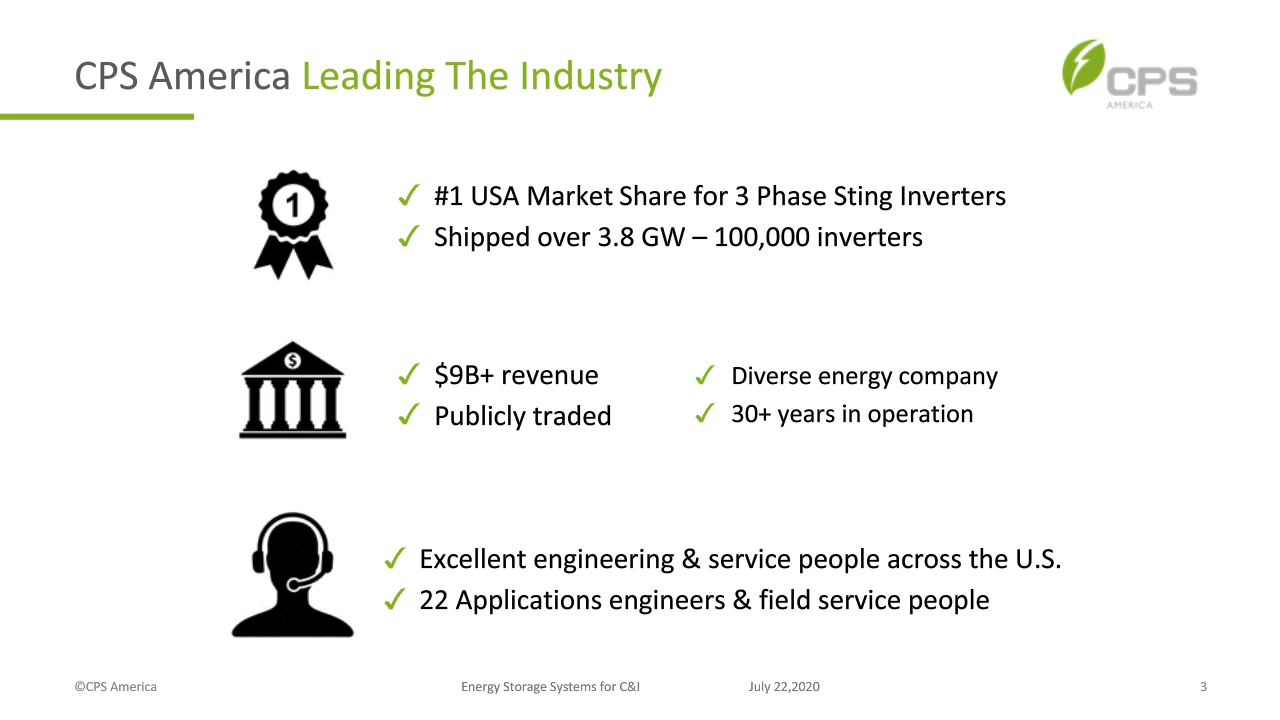 CPS America Leading The Industry
CPS
AMERICA
1
✓ #1 USA Market Share for 3 Phase Sting Inverters
✓ Shipped over 3.8 GW – 100,000 inverters
$
✓ $9B+ revenue
✓ Publicly traded
✓ Diverse energy company
✓ 30+ years in operation
✓ Excellent engineering & service people across the U.S.
✓ 22 Applications engineers & field service people
©CPS America
Energy Storage Systems for C&I
July 22,2020
3